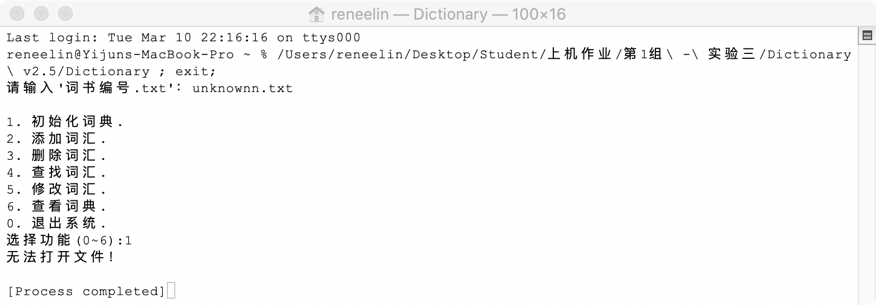 reneelin — Dictionary — 100×16
Last login: Tue Mar 10 22:16:16 on ttys000
reneelin@Yijuns-MacBook-Pro ~ % /Users/reneelin/Desktop/Student/上机作业/第1组\ -\ 实验三/Dictionary
\ v2.5/Dictionary ; exit;
请输入'词书编号.txt': unknownn.txt
1. 初始化词典.
2. 添加词汇.
3. 删除词汇.
4. 查找词汇.
5. 修改词汇.
6. 查看词典.
0. 退出系统.
选择功能(0~6):1
无法打开文件!
[Process completed]